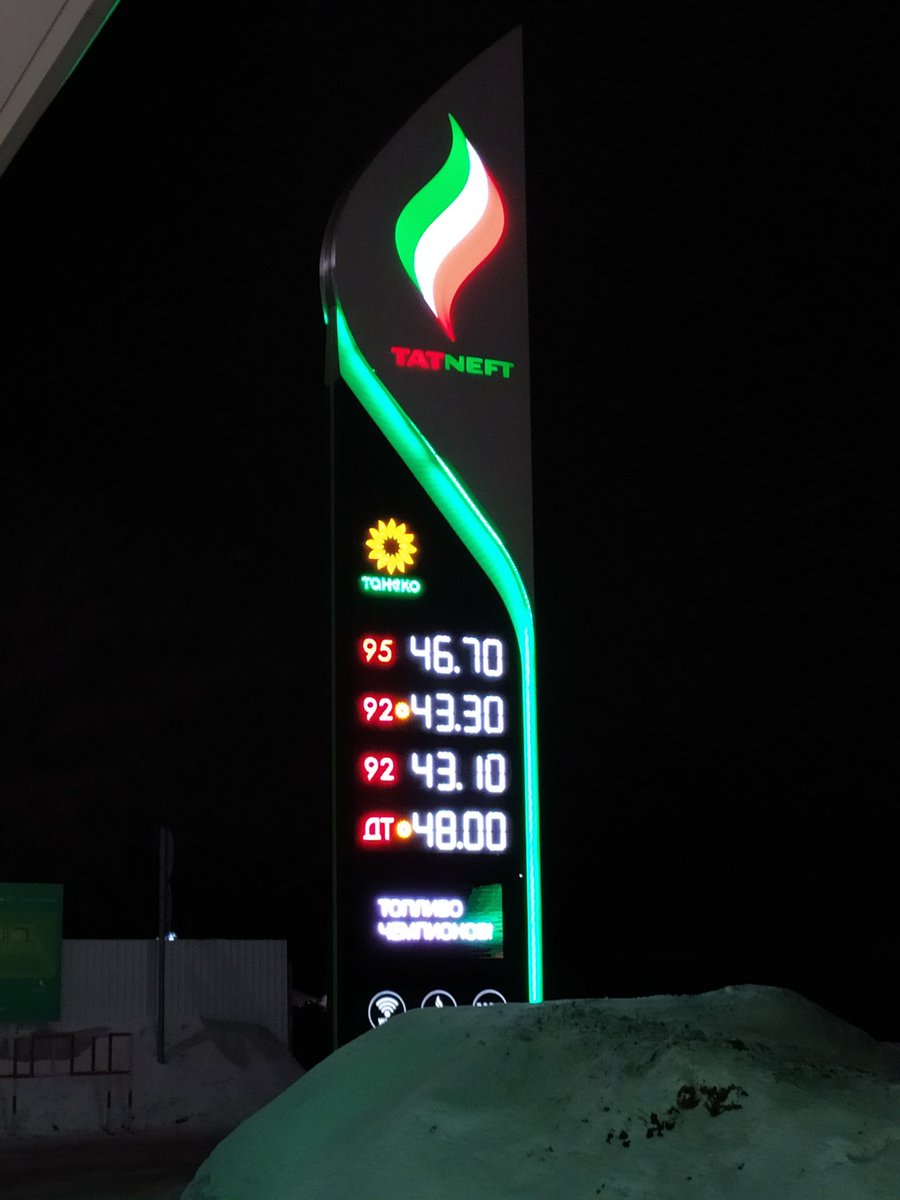 TATNEFT
танеко
95 46.70
92 43.30
92 43.10
ДТ 48.00
ТОПЛИВО
ЧЕМПИОНОВ!